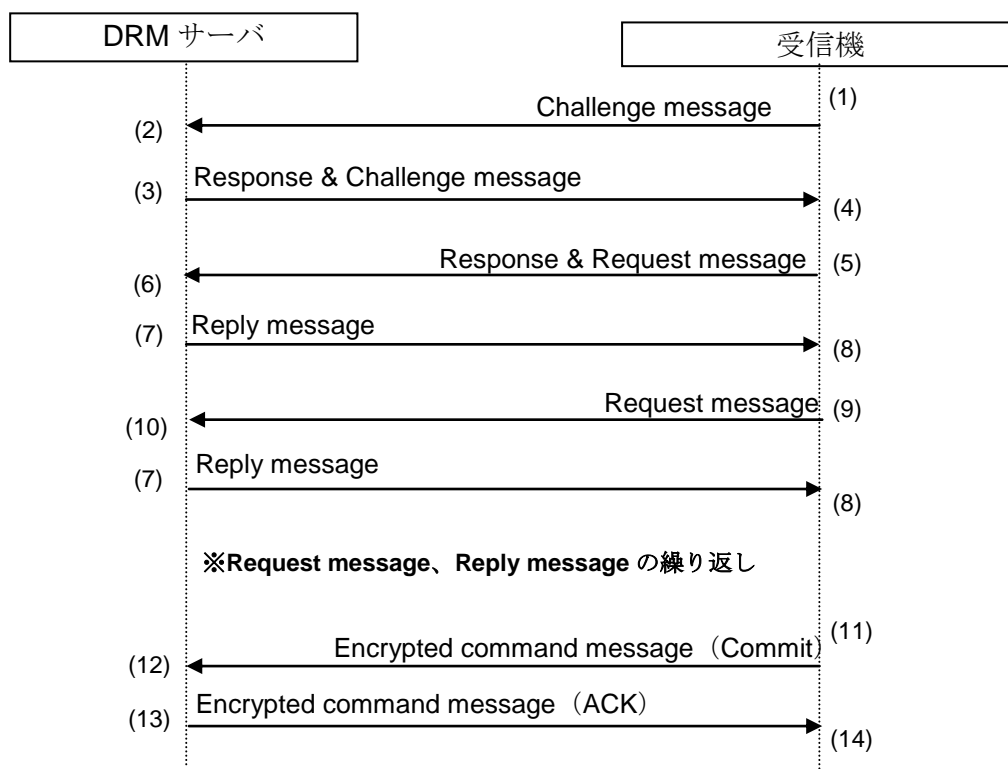 DRM サーバ
受信機
(1)
Challenge message
(2)
Response & Challenge message
(3)
(4)
Response & Request message
(5)
(6)
(7)
Reply message
(8)
Request message
(9)
(10)
Reply message
(7)
(8)
※Request message、Reply message の繰り返し
(11)
Encrypted command message（Commit）
(12)
Encrypted command message（ACK）
(13)
(14)